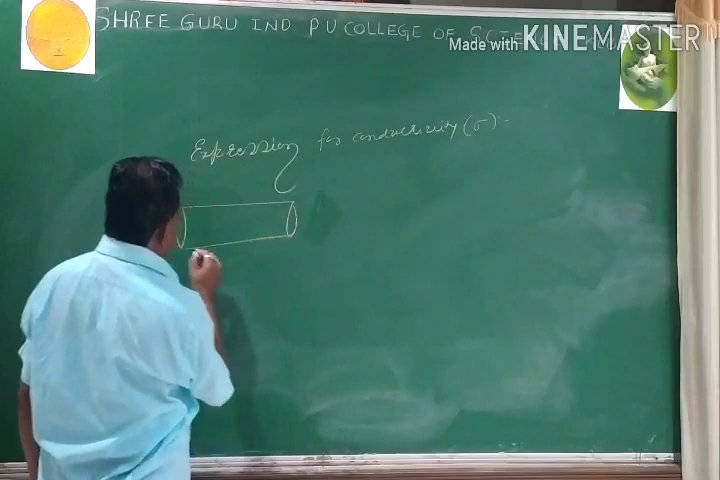 SHREE GURU IND PU COLLEGE OF SCIE
Made with KINEMASTER
Expression for conductivity (σ):-